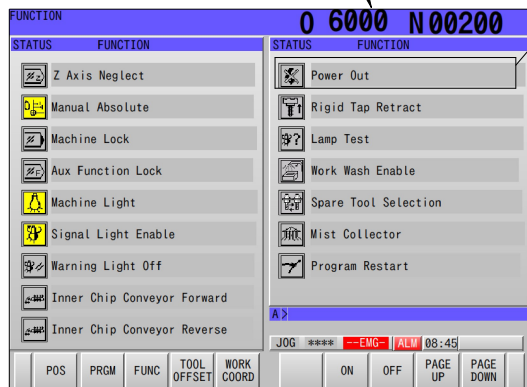 FUNCTION
O 6000 N 00200
STATUS FUNCTION
Z Axis Neglect
Manual Absolute
Machine Lock
Aux Function Lock
Machine Light
Signal Light Enable
Warning Light Off
Inner Chip Conveyor Forward
Inner Chip Conveyor Reverse
STATUS FUNCTION
Power Out
Rigid Tap Retract
Lamp Test
Work Wash Enable
Spare Tool Selection
Mist Collector
Program Restart
A>
JOG **** --EMG- ALM 08:45
POS PRGM FUNC TOOL OFFSET WORK COORD ON OFF PAGE UP PAGE DOWN